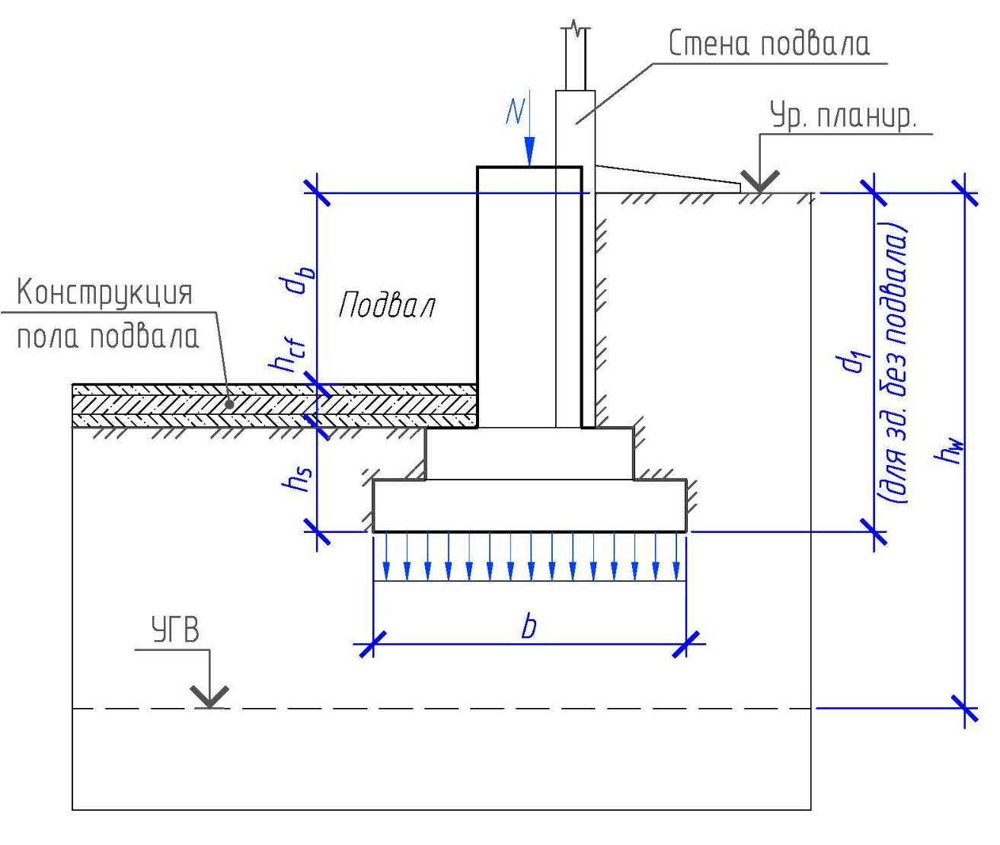 Стена подвала
N
Ур. планир.
d_b
Подвал
Конструкция
пола подвала
h_cf
h_s
d_1
(для зд. без подвала)
h_w
b
УГВ